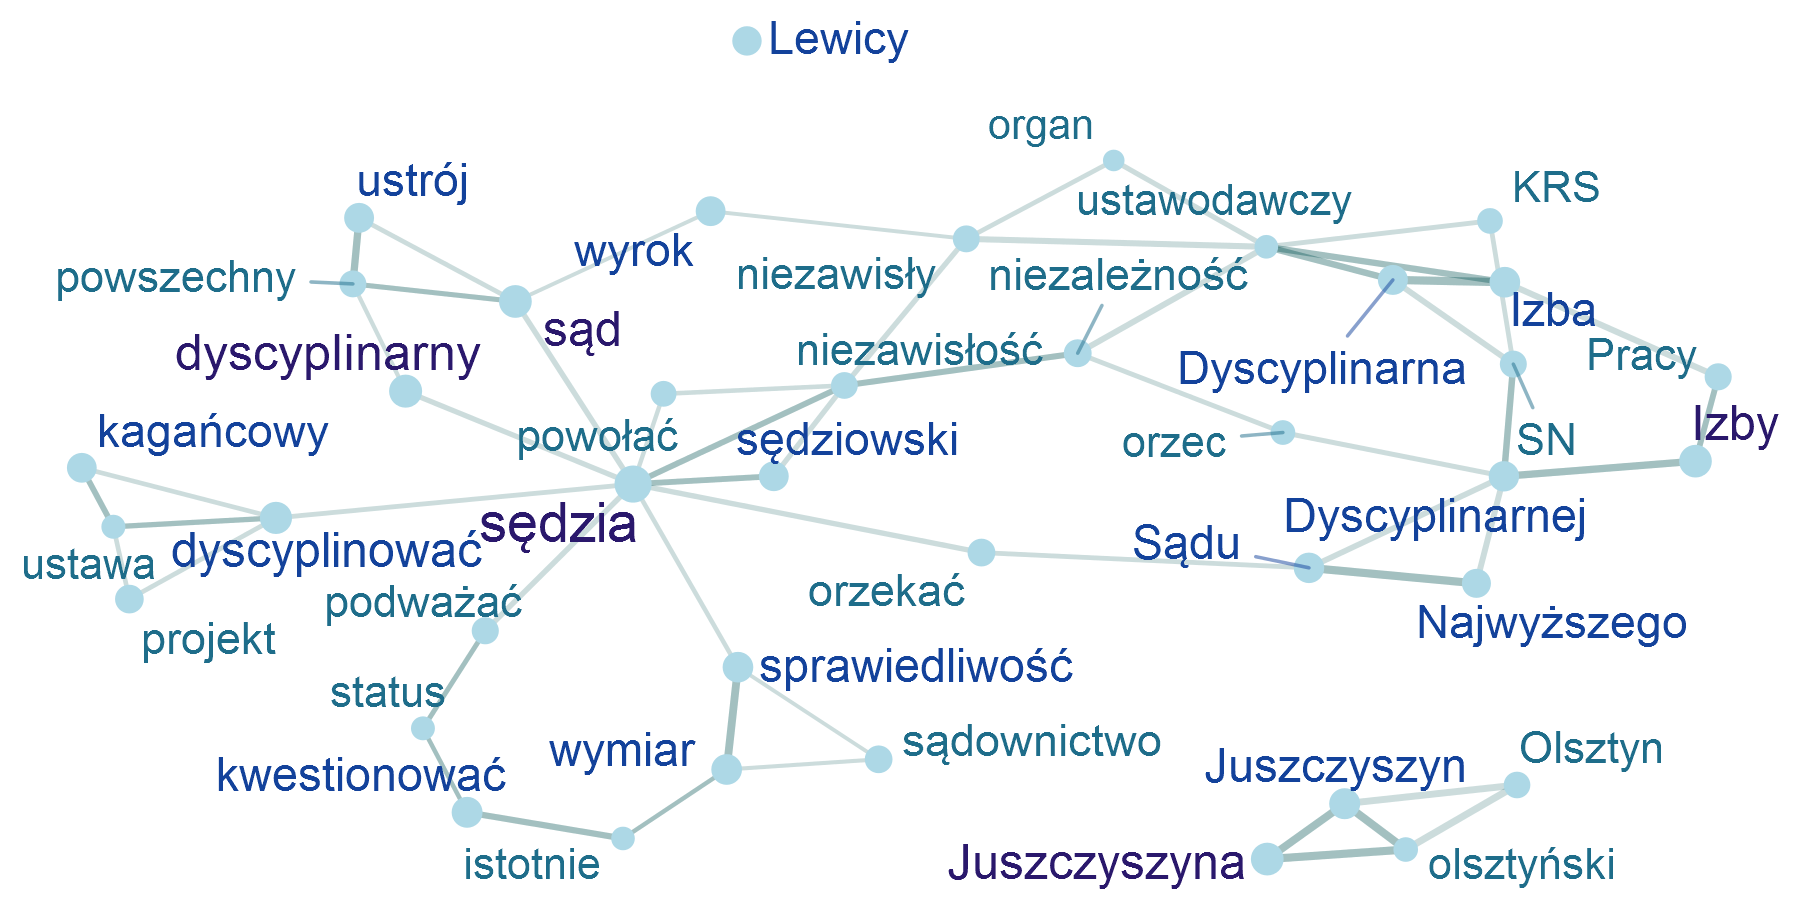 Lewicy
organ
ustrój
ustawodawczy
KRS
wyrok
powszechny
niezawisły
niezależność
Izba
sąd
dyscyplinarny
niezawisłość
Dyscyplinarna
Pracy
kagańcowy
powołać
sędziowski
orzec
SN
Izby
sędzia
Dyscyplinarnej
ustawa
dyscyplinować
Sądu
podważać
orzekać
projekt
Najwyższego
status
sprawiedliwość
kwestionować
wymiar
sądownictwo
Juszczyszyn
Olsztyn
istotnie
Juszczyszyna
olsztyński